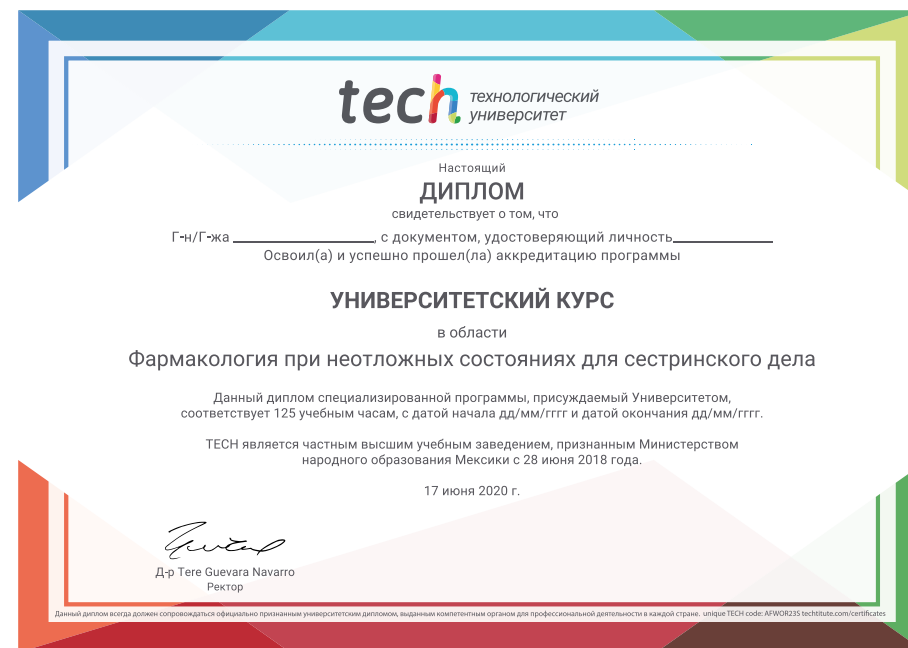 tech технологический
университет
Настоящий
ДИПЛОМ
свидетельствует о том, что
Г-н/Г-жа ____________________, с документом, удостоверяющий личность______________
Освоил(а) и успешно прошел(ла) аккредитацию программы
УНИВЕРСИТЕТСКИЙ КУРС
в области
Фармакология при неотложных состояниях для сестринского дела
Данный диплом специализированной программы, присуждаемый Университетом,
соответствует 125 учебным часам, с датой начала дд/мм/гггг и датой окончания дд/мм/гггг.
TECH является частным высшим учебным заведением, признанным Министерством
народного образования Мексики с 28 июня 2018 года.
17 июня 2020 г.
Д-р Tere Guevara Navarro
Ректор
Данный диплом всегда должен сопровождаться официально признанным университетским дипломом, выданным компетентным органом для профессиональной деятельности в каждой стране. unique TECH code: AFWOR235 techtitute.com/certificates